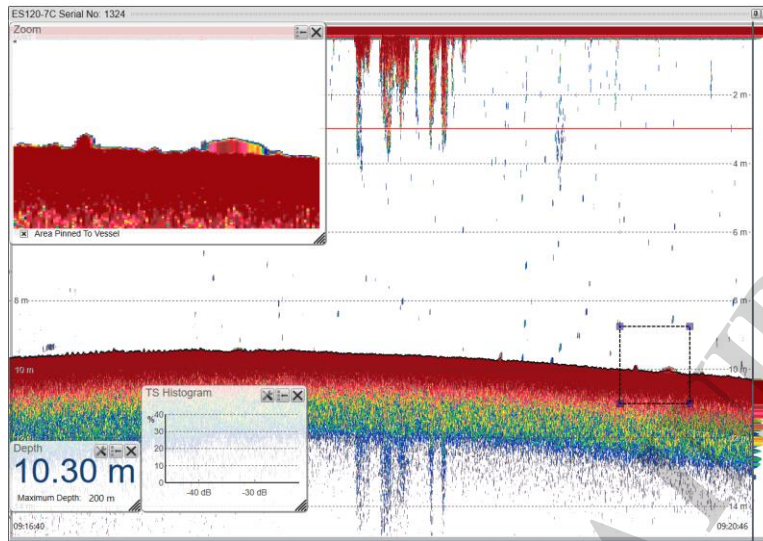 ES120-7C Serial No: 1324
Zoom
Area Pinned To Vessel
2 m
4 m
6 m
8 m
8 m
10 m
10 m
TS Histogram
%
40
30
20
10
0
-40 dB
-30 dB
Depth
10.30 m
Maximum Depth: 200 m
14 m
09:16:40
09:20:46